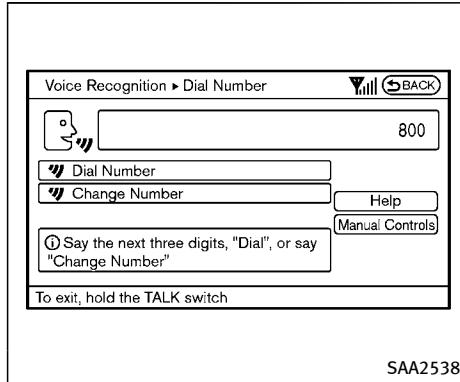 Voice Recognition ▸ Dial Number
BACK
800
Dial Number
Change Number
Help
Manual Controls
Say the next three digits, "Dial", or say
"Change Number"
To exit, hold the TALK switch
SAA2538